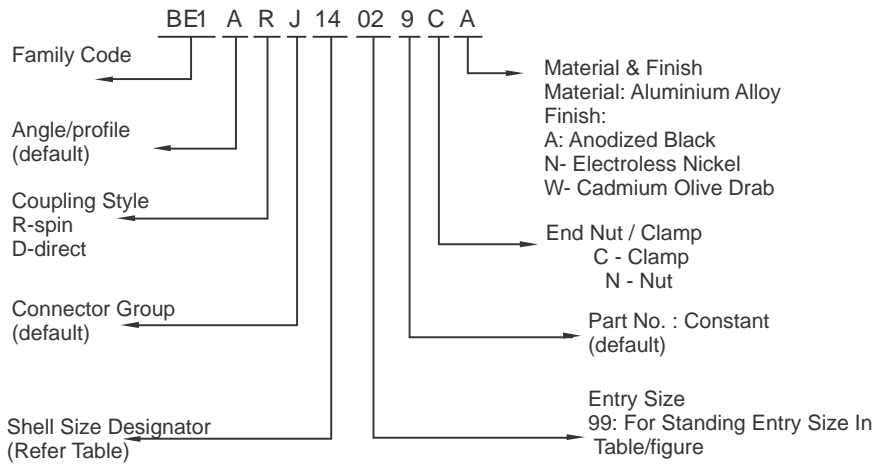 BE1 A R J 14 02 9 C A
Family Code
Angle/profile
(default)
Coupling Style
R-spin
D-direct
Connector Group
(default)
Shell Size Designator
(Refer Table)
Material & Finish
Material: Aluminium Alloy
Finish:
A: Anodized Black
N- Electroless Nickel
W- Cadmium Olive Drab
End Nut / Clamp
C - Clamp
N - Nut
Part No. : Constant
(default)
Entry Size
99: For Standing Entry Size In
Table/figure